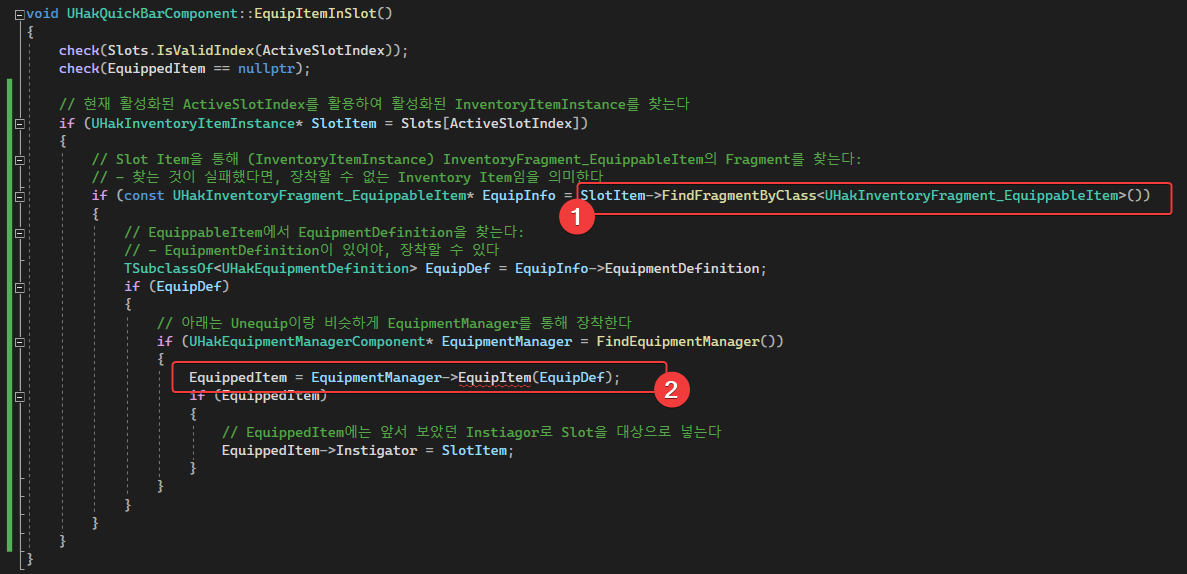 void UHakQuickBarComponent::EquipItemInSlot()
{
check(Slots.IsValidIndex(ActiveSlotIndex));
check(EquippedItem == nullptr);
// 현재 활성화된 ActiveSlotIndex를 활용하여 활성화된 InventoryItemInstance를 찾는다
if (UHakInventoryItemInstance* SlotItem = Slots[ActiveSlotIndex])
{
// Slot Item을 통해 (InventoryItemInstance) InventoryFragment_EquippableItem의 Fragment를 찾는다:
// - 찾는 것이 실패했다면, 장착할 수 없는 Inventory Item임을 의미한다
if (const UHakInventoryFragment_EquippableItem* EquipInfo = SlotItem->FindFragmentByClass<UHakInventoryFragment_EquippableItem>())
1
{
// EquippableItem에서 EquipmentDefinition을 찾는다:
// - EquipmentDefinition이 있어야, 장착할 수 있다
TSubclassOf<UHakEquipmentDefinition> EquipDef = EquipInfo->EquipmentDefinition;
if (EquipDef)
{
// 아래는 Unequip이랑 비슷하게 EquipmentManager를 통해 장착한다
if (UHakEquipmentManagerComponent* EquipmentManager = FindEquipmentManager())
{
EquippedItem = EquipmentManager->EquipItem(EquipDef);
2
if (EquippedItem)
{
// EquippedItem에는 앞서 보았던 Instiagor로 Slot을 대상으로 넣는다
EquippedItem->Instigator = SlotItem;
}
}
}
}
}
}